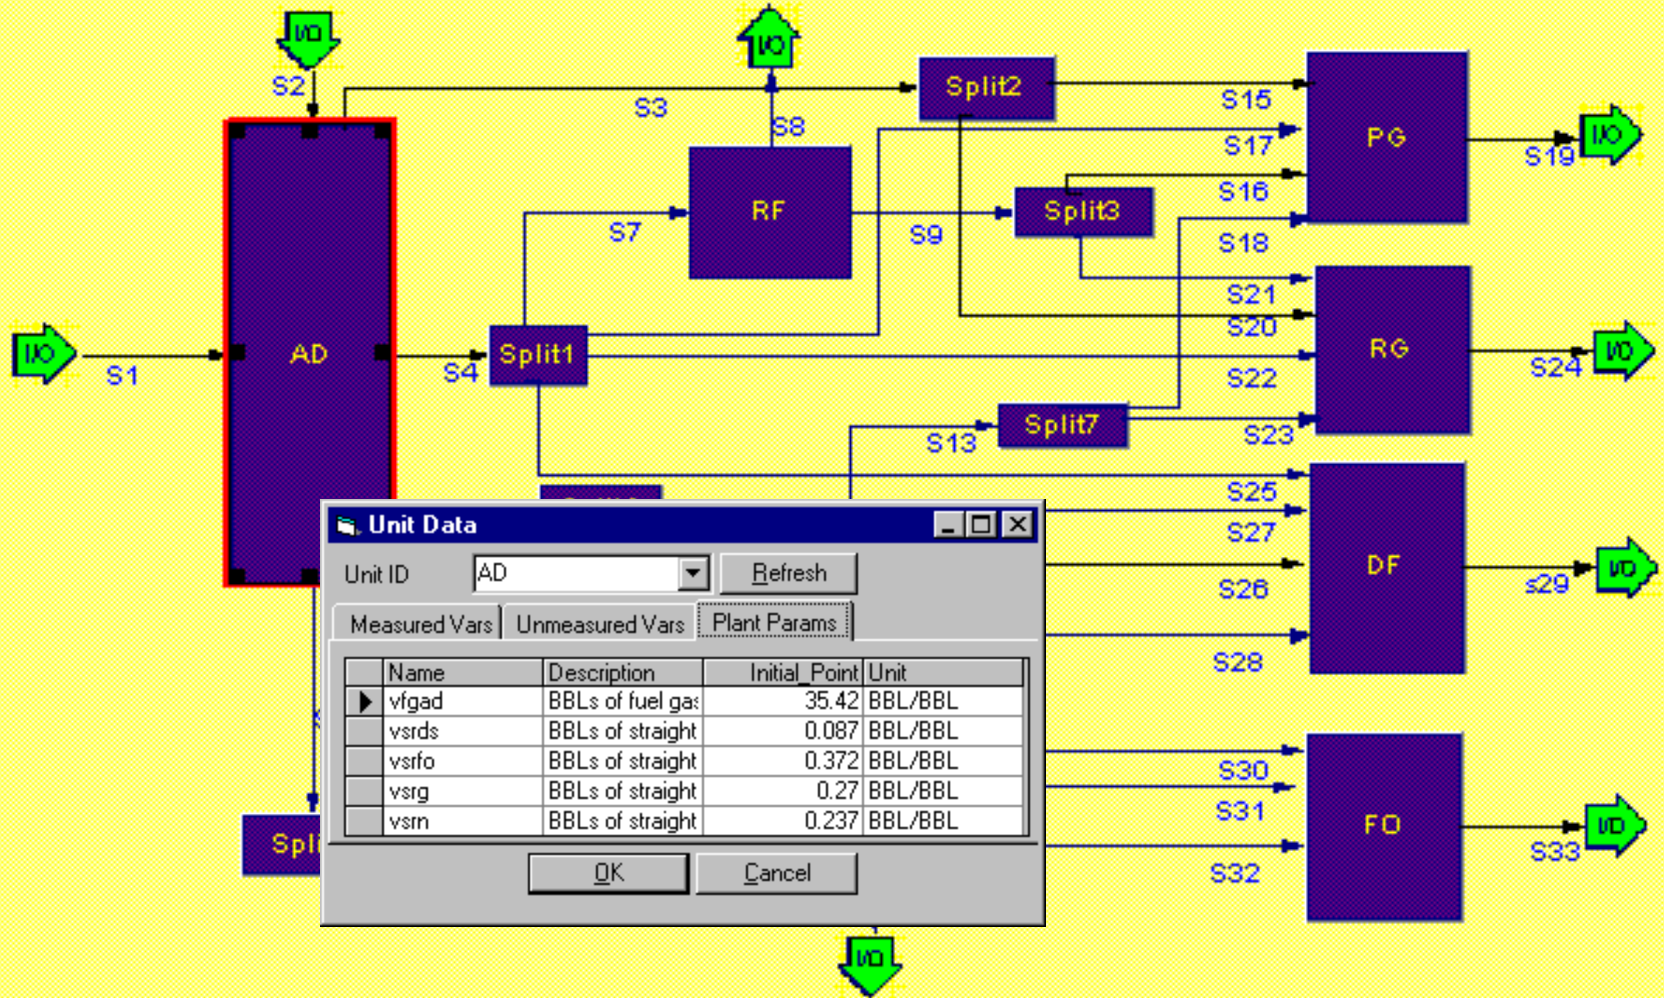 I/O
I/O
S2
S3
S8
Split2
S15
PG
S17
I/O
S19
S16
RF
Split3
S7
S9
S18
S21
S20
I/O
S1
AD
S4
Split1
RG
I/O
S24
S22
Split7
S13
S23
S25
Unit Data
S27
Unit ID
AD
Refresh
DF
I/O
s29
S26
Measured Vars
Unmeasured Vars
Plant Params
S28
Name Description Initial_Point Unit
vfgad BBLs of fuel gas 35.42 BBL/BBL
vsrds BBLs of straight 0.087 BBL/BBL
vsrfo BBLs of straight 0.372 BBL/BBL
vsrg BBLs of straight 0.27 BBL/BBL
vsrn BBLs of straight 0.237 BBL/BBL
S30
S31
FO
I/O
S33
Spli
OK
Cancel
S32
I/O